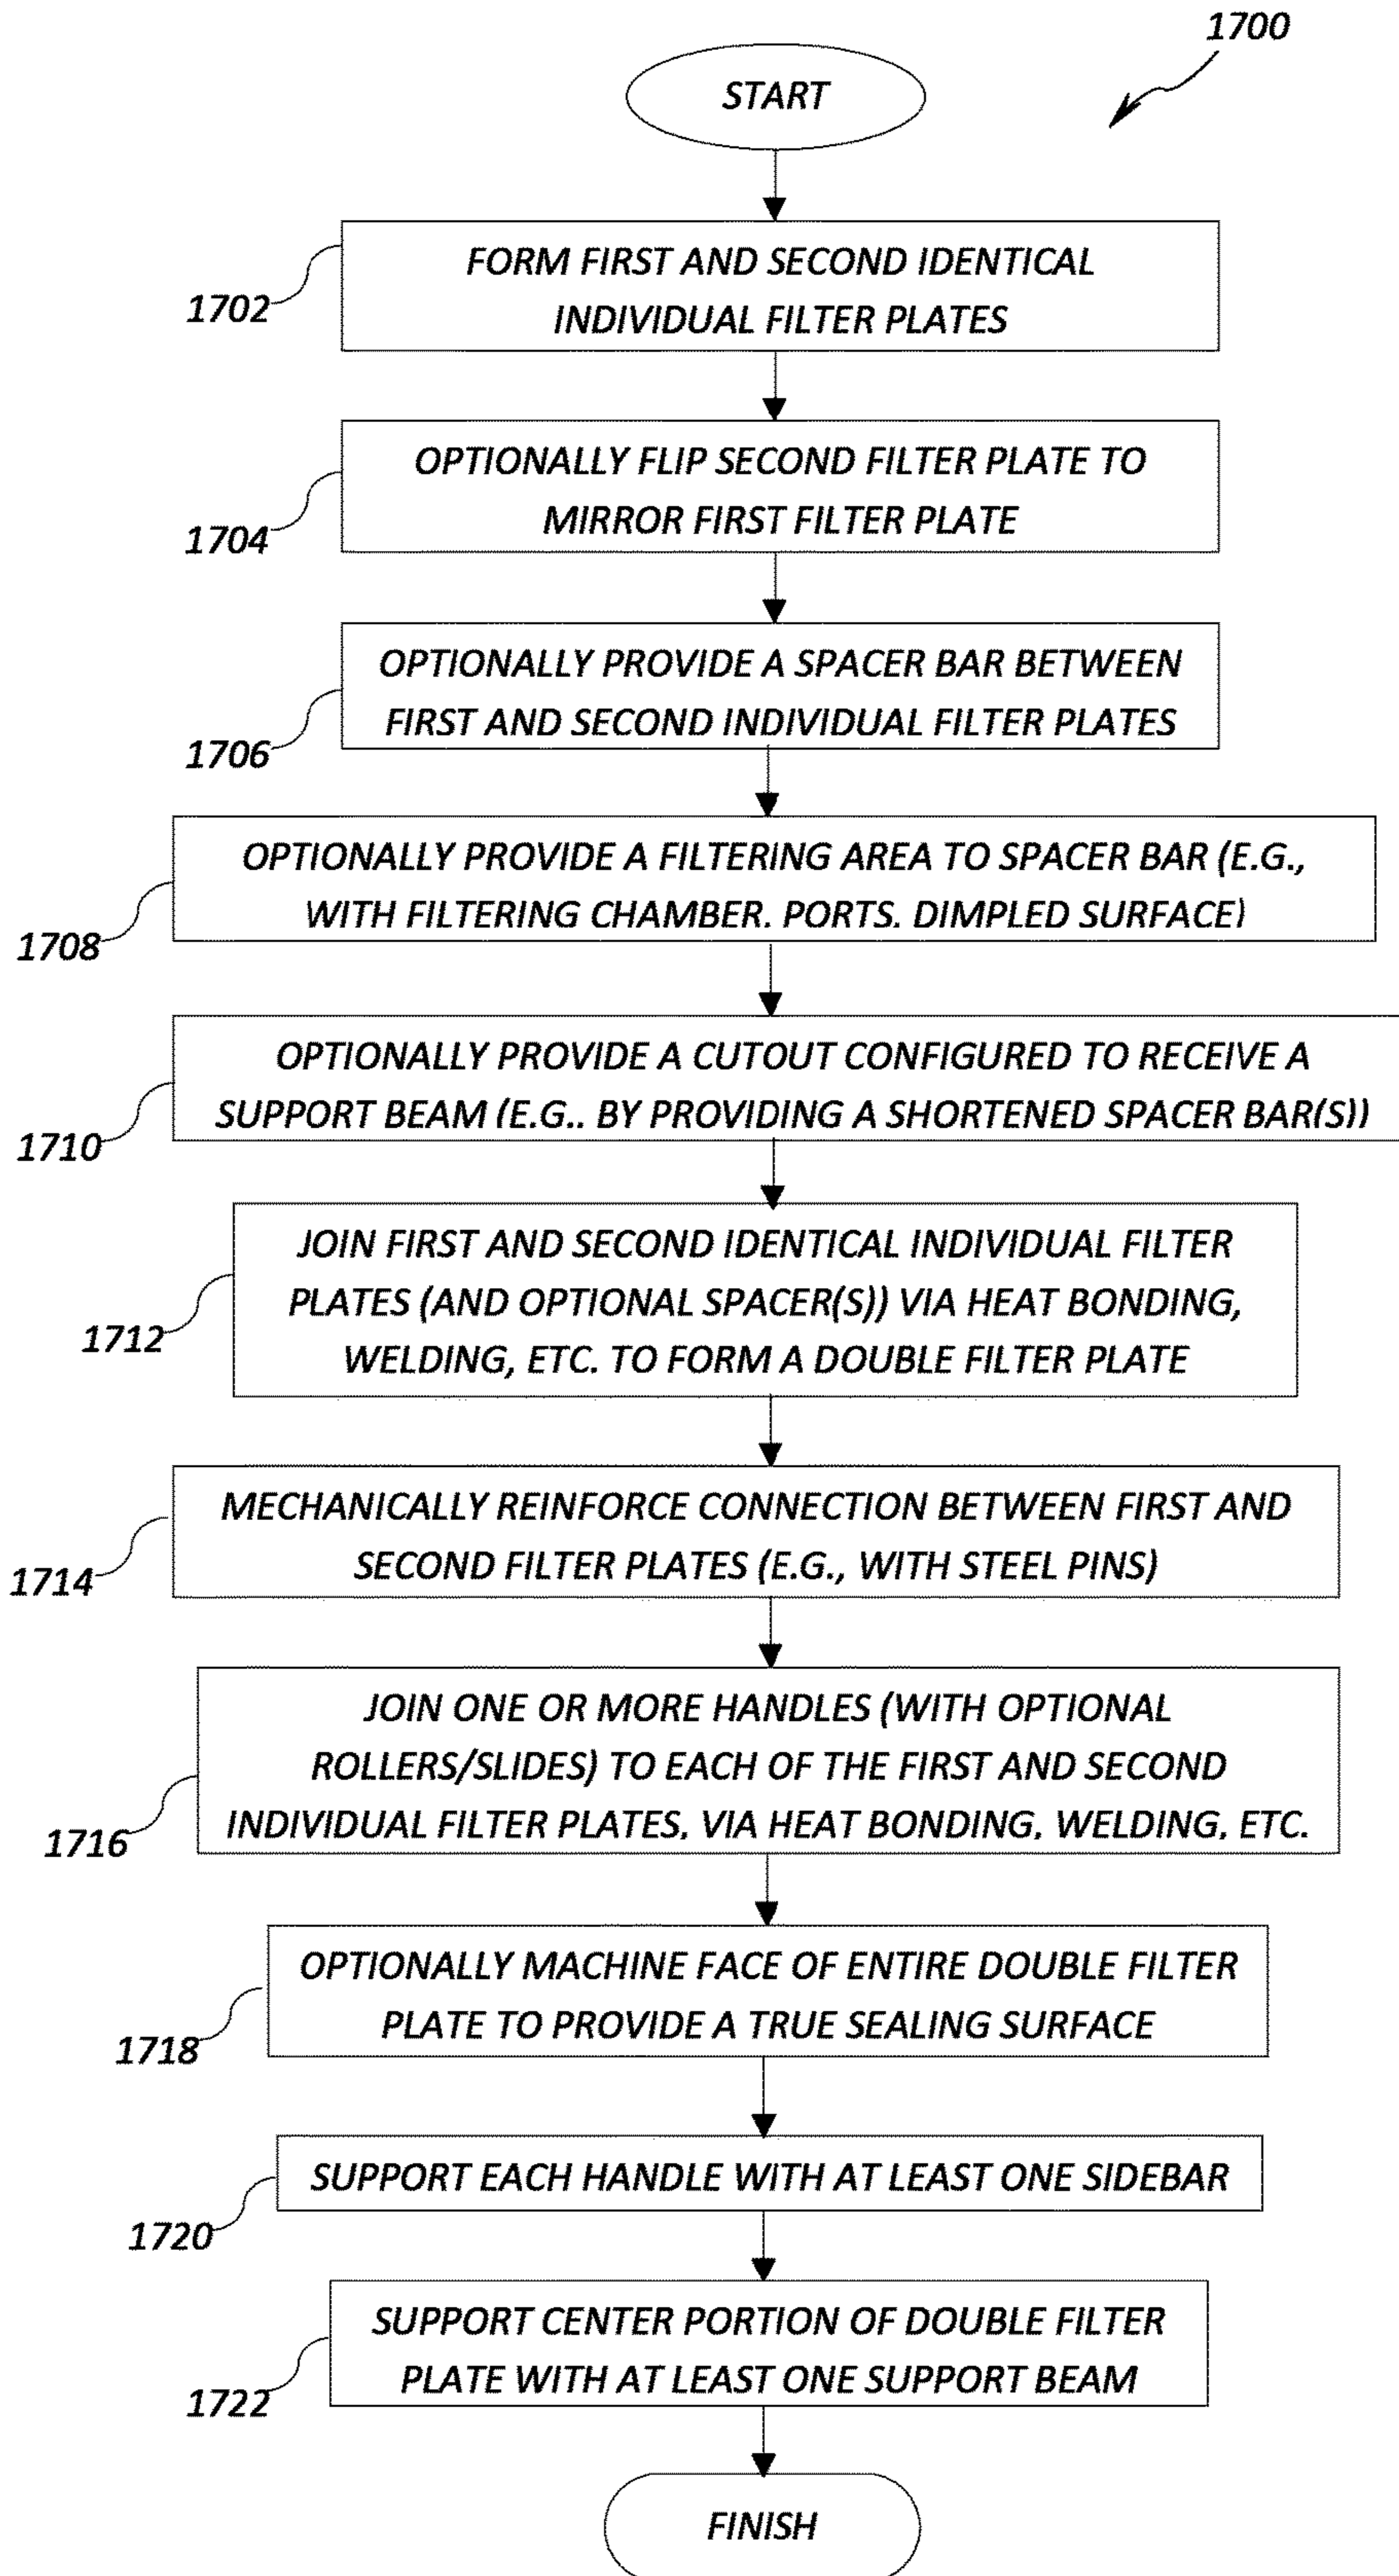 1700
START
FORM FIRST AND SECOND IDENTICAL
INDIVIDUAL FILTER PLATES
1702
OPTIONALLY FLIP SECOND FILTER PLATE TO
MIRROR FIRST FILTER PLATE
1704
OPTIONALLY PROVIDE A SPACER BAR BETWEEN
FIRST AND SECOND INDIVIDUAL FILTER PLATES
1706
OPTIONALLY PROVIDE A FILTERING AREA TO SPACER BAR (E.G.,
WITH FILTERING CHAMBER. PORTS. DIMPLED SURFACE)
1708
OPTIONALLY PROVIDE A CUTOUT CONFIGURED TO RECEIVE A
SUPPORT BEAM (E.G.. BY PROVIDING A SHORTENED SPACER BAR(S))
1710
JOIN FIRST AND SECOND IDENTICAL INDIVIDUAL FILTER
PLATES (AND OPTIONAL SPACER(S)) VIA HEAT BONDING,
WELDING, ETC. TO FORM A DOUBLE FILTER PLATE
1712
MECHANICALLY REINFORCE CONNECTION BETWEEN FIRST AND
SECOND FILTER PLATES (E.G., WITH STEEL PINS)
1714
JOIN ONE OR MORE HANDLES (WITH OPTIONAL
ROLLERS/SLIDES) TO EACH OF THE FIRST AND SECOND
INDIVIDUAL FILTER PLATES, VIA HEAT BONDING, WELDING, ETC.
1716
OPTIONALLY MACHINE FACE OF ENTIRE DOUBLE FILTER
PLATE TO PROVIDE A TRUE SEALING SURFACE
1718
SUPPORT EACH HANDLE WITH AT LEAST ONE SIDEBAR
1720
SUPPORT CENTER PORTION OF DOUBLE FILTER
PLATE WITH AT LEAST ONE SUPPORT BEAM
1722
FINISH